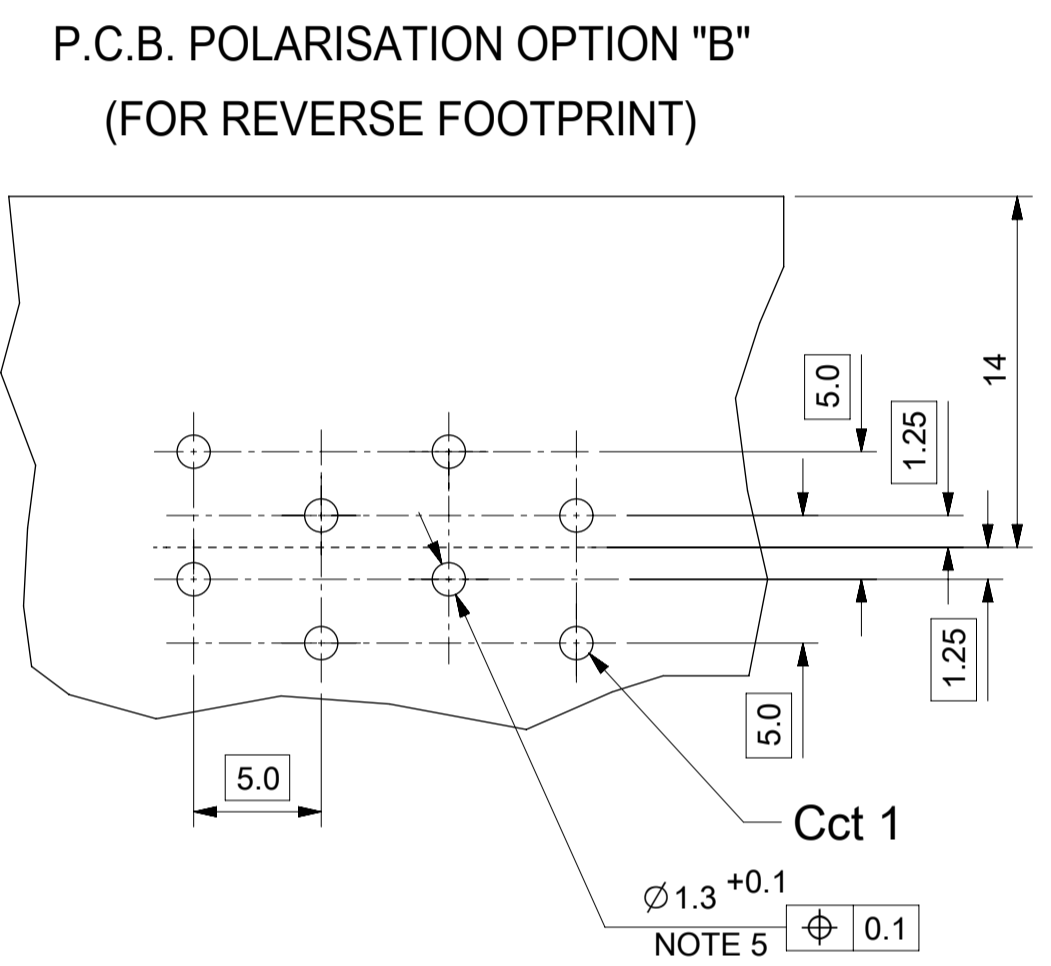 P.C.B. POLARISATION OPTION "B"
(FOR REVERSE FOOTPRINT)
14
5.0
1.25
1.25
5.0
5.0
Cct 1
∅1.3 +0.1
NOTE 5
⌖ 0.1